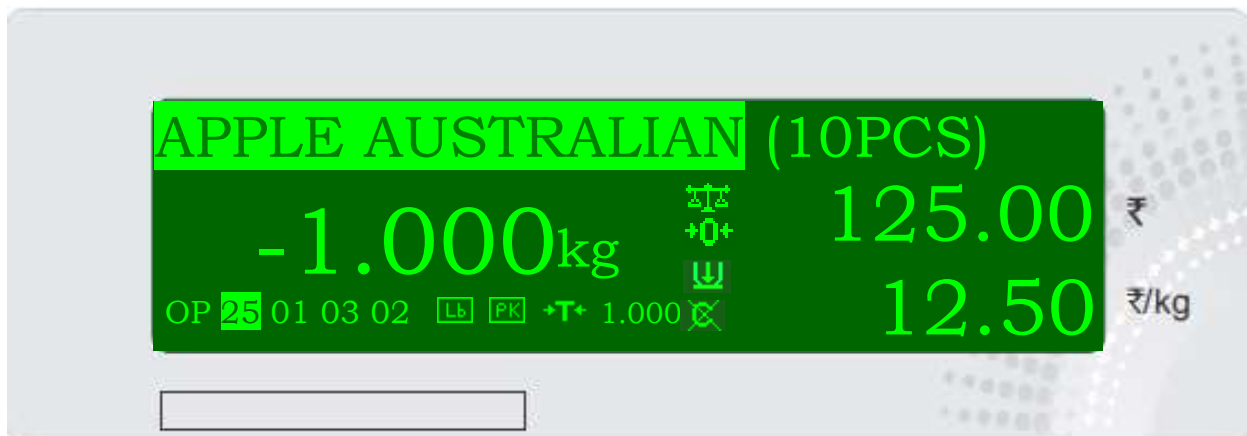 APPLE AUSTRALIAN (10PCS)
125.00 ₹
-1.000kg
12.50 ₹/kg
OP 25 01 03 02 Lb PK →T← 1.000
→0←